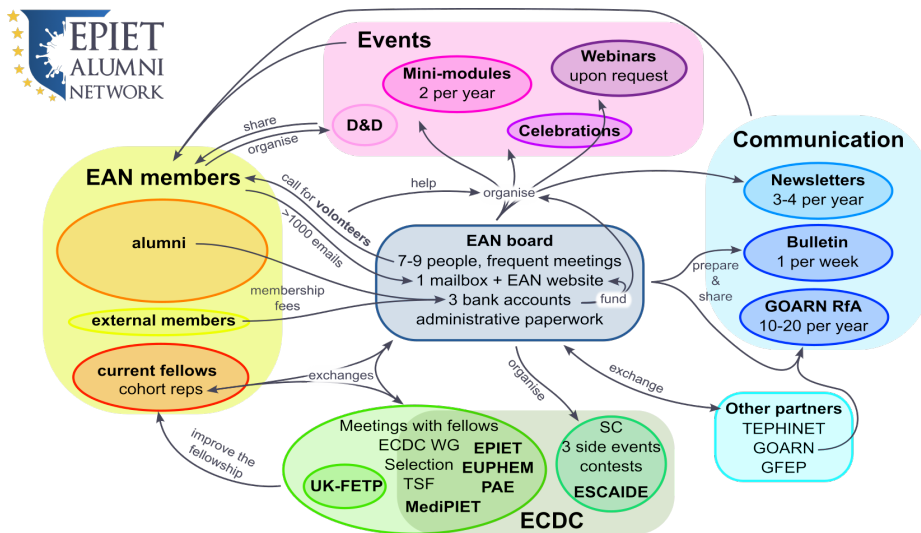 EPIET
ALUMNI
NETWORK
Events
Mini-modules
2 per year
Webinars
upon request
D&D
Celebrations
share
organise
EAN members
alumni
external members
current fellows
cohort reps
call for volonteers
>1000 emails
membership
fees
help
organise
EAN board
7-9 people, frequent meetings
1 mailbox + EAN website
3 bank accounts
fund
administrative paperwork
Communication
Newsletters
3-4 per year
Bulletin
1 per week
GOARN RfA
10-20 per year
prepare
&
share
exchanges
organise
exchange
improve the
fellowship
Meetings with fellows
ECDC WG
Selection
TSF
UK-FETP
EPIET
EUPHEM
PAE
MediPIET
SC
3 side events
contests
ESCAIDE
ECDC
Other partners
TEPHINET
GOARN
GFEP